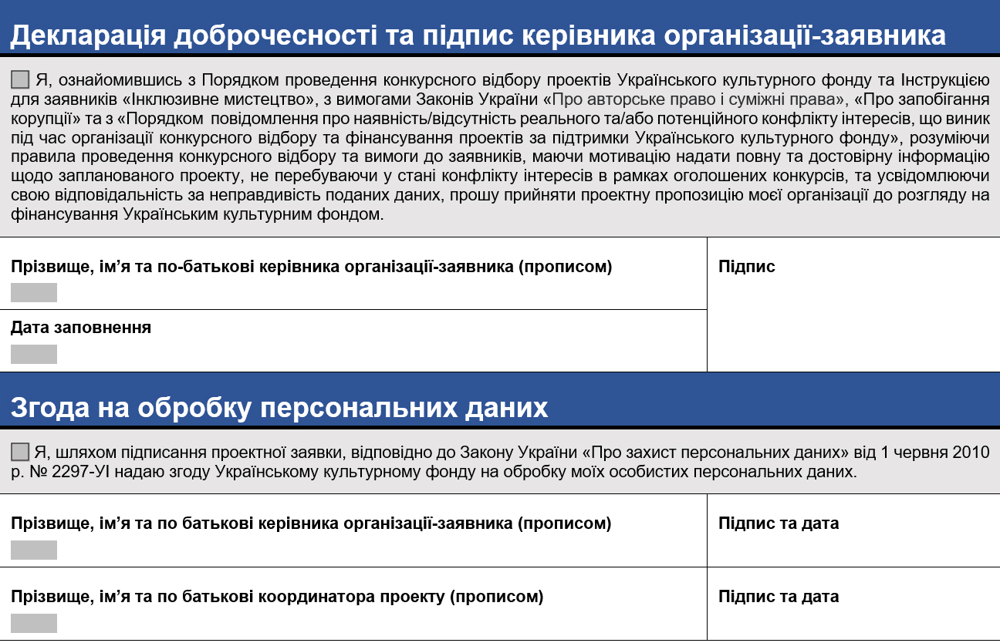 Декларація доброчесності та підпис керівника організації-заявника
Я, ознайомившись з Порядком проведення конкурсного відбору проектів Українського культурного фонду та Інструкцією
для заявників «Інклюзивне мистецтво», з вимогами Законів України «Про авторське право і суміжні права», «Про запобігання
корупції» та з «Порядком повідомлення про наявність/відсутність реального та/або потенційного конфлікту інтересів, що виник
під час організації конкурсного відбору та фінансування проектів за підтримки Українського культурного фонду», розуміючи
правила проведення конкурсного відбору та вимоги до заявників, маючи мотивацію надати повну та достовірну інформацію
щодо запланованого проекту, не перебуваючи у стані конфлікту інтересів в рамках оголошених конкурсів, та усвідомлюючи
свою відповідальність за неправдивість поданих даних, прошу прийняти проектну пропозицію моєї організації до розгляду на
фінансування Українським культурним фондом.
Прізвище, ім’я та по-батькові керівника організації-заявника (прописом)
Підпис
Дата заповнення
Згода на обробку персональних даних
Я, шляхом підписання проектної заявки, відповідно до Закону України «Про захист персональних даних» від 1 червня 2010
р. № 2297-УІ надаю згоду Українському культурному фонду на обробку моїх особистих персональних даних.
Прізвище, ім’я та по батькові керівника організації-заявника (прописом)
Підпис та дата
Прізвище, ім’я та по батькові координатора проекту (прописом)
Підпис та дата